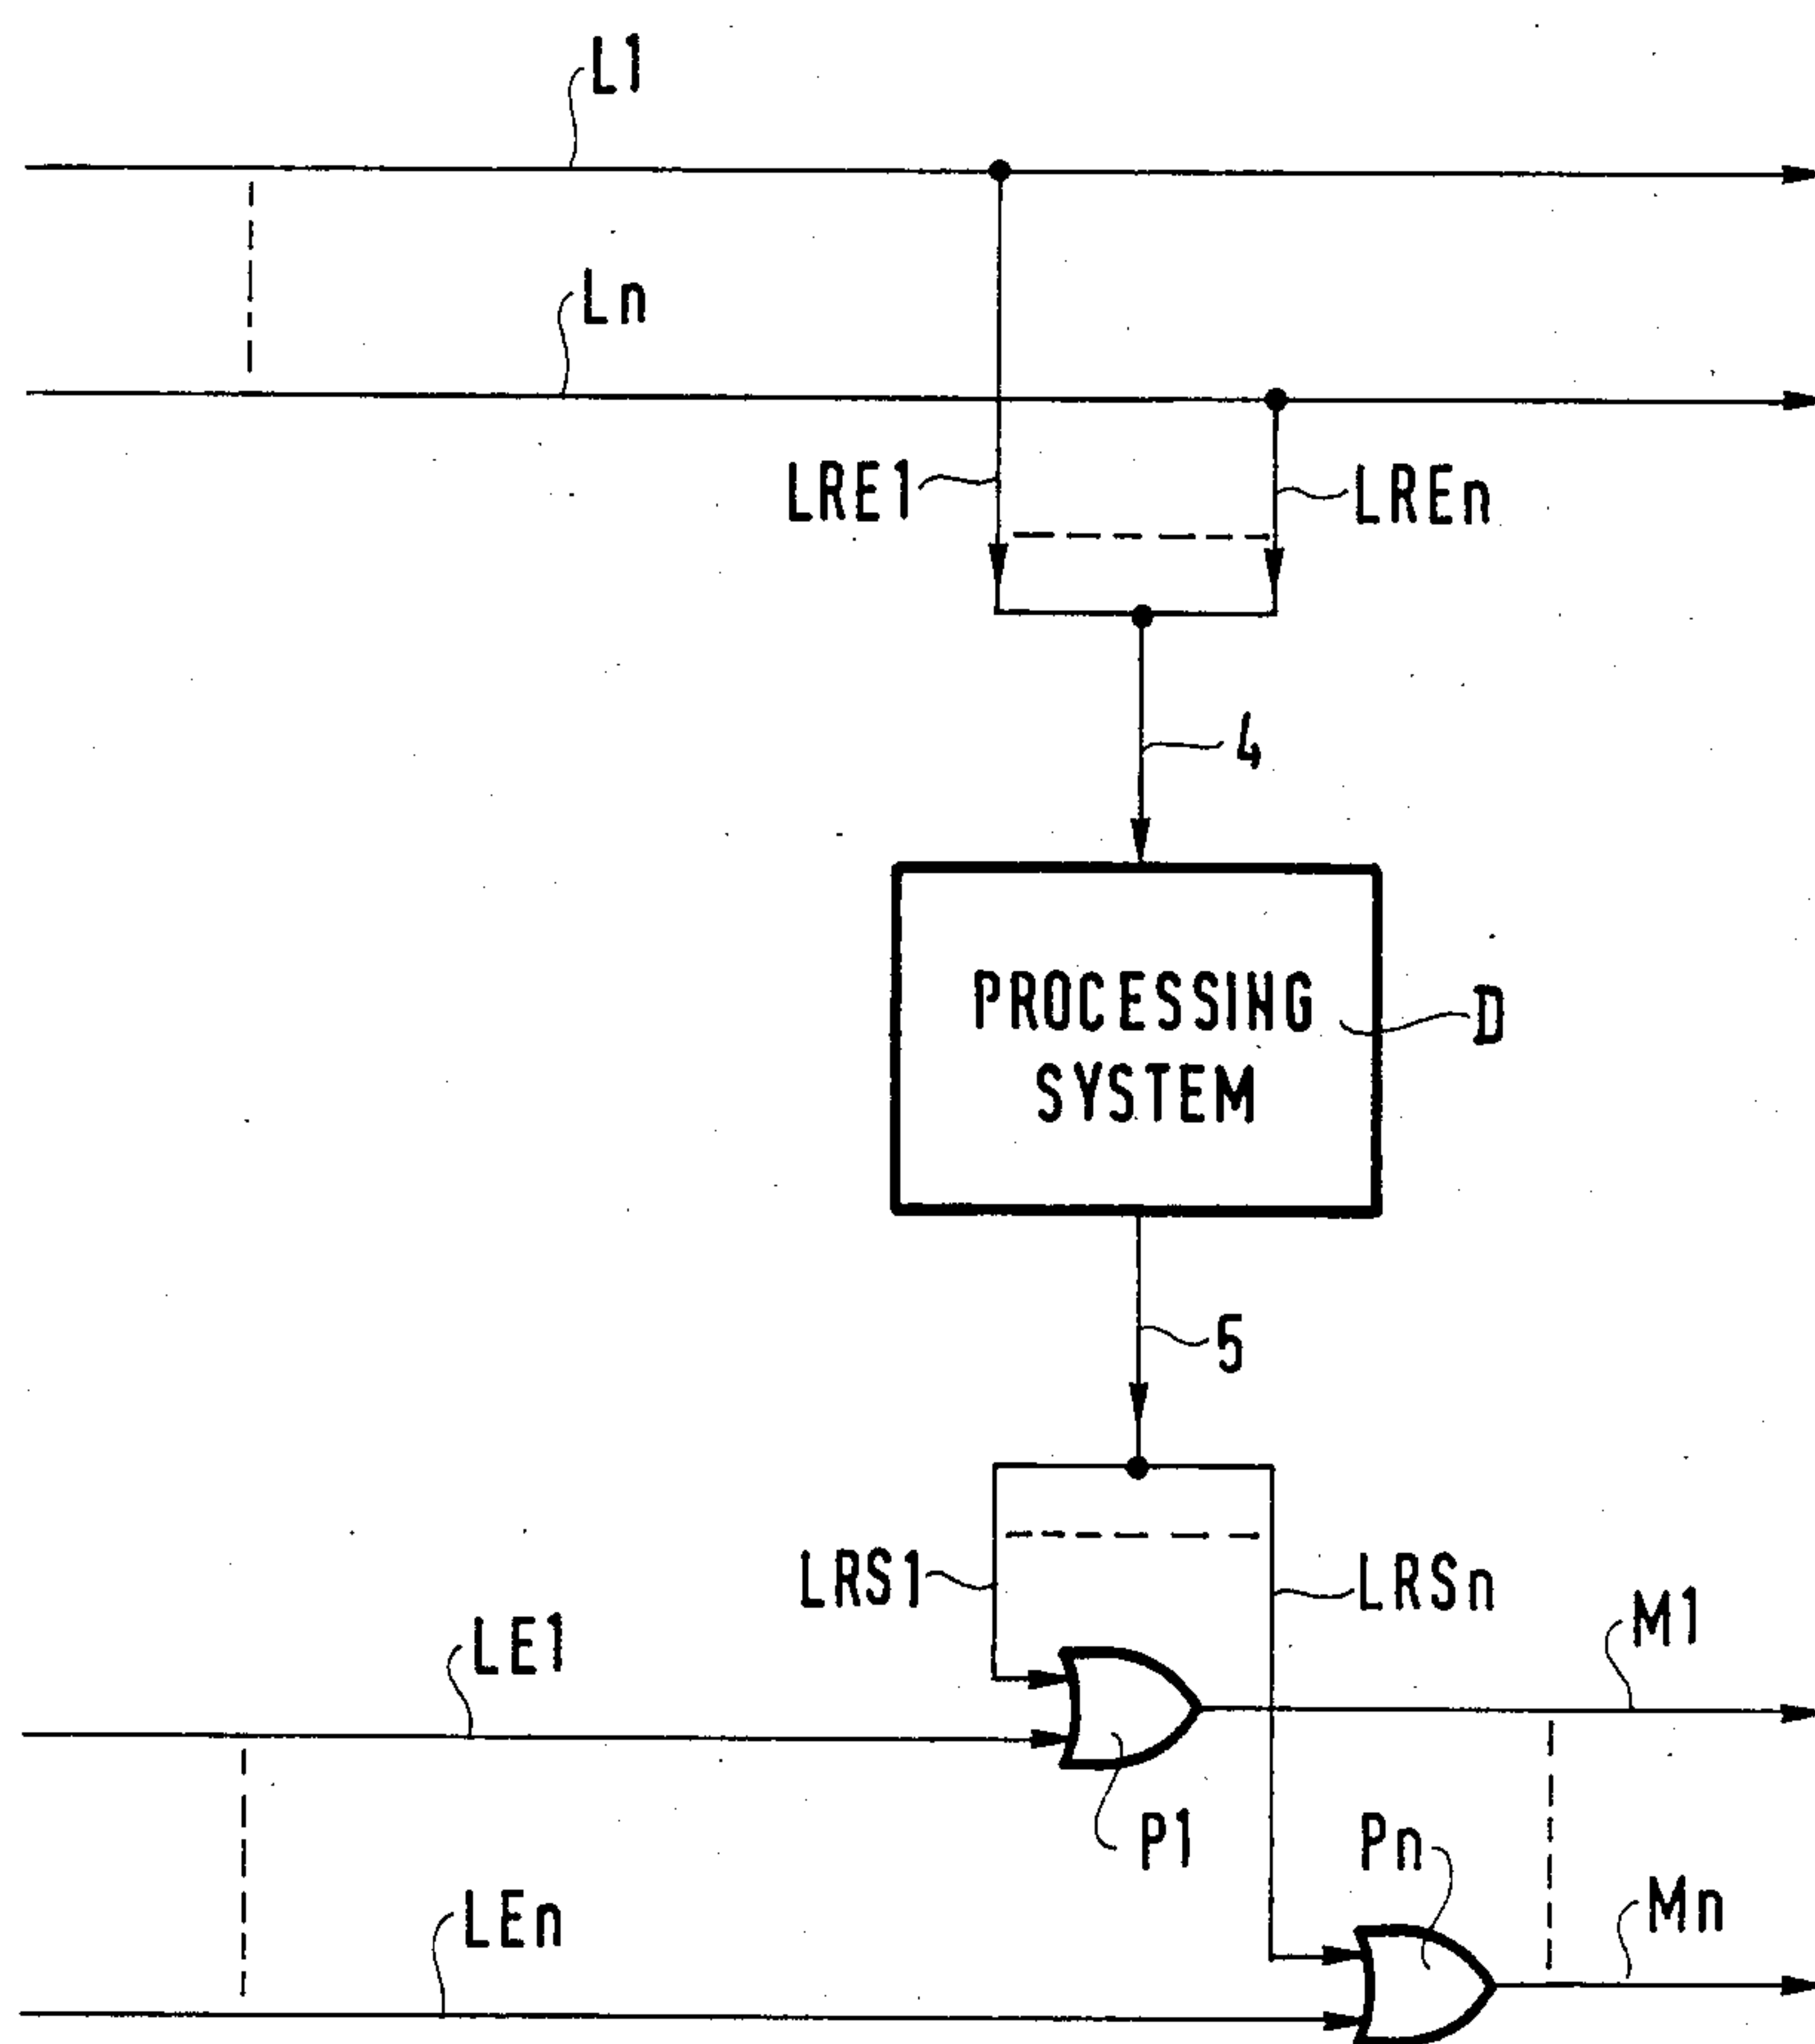 L1
Ln
LRE1
LREn
4
PROCESSING
SYSTEM
D
5
LRS1
LRSn
LE1
M1
P1
Pn
LEn
Mn